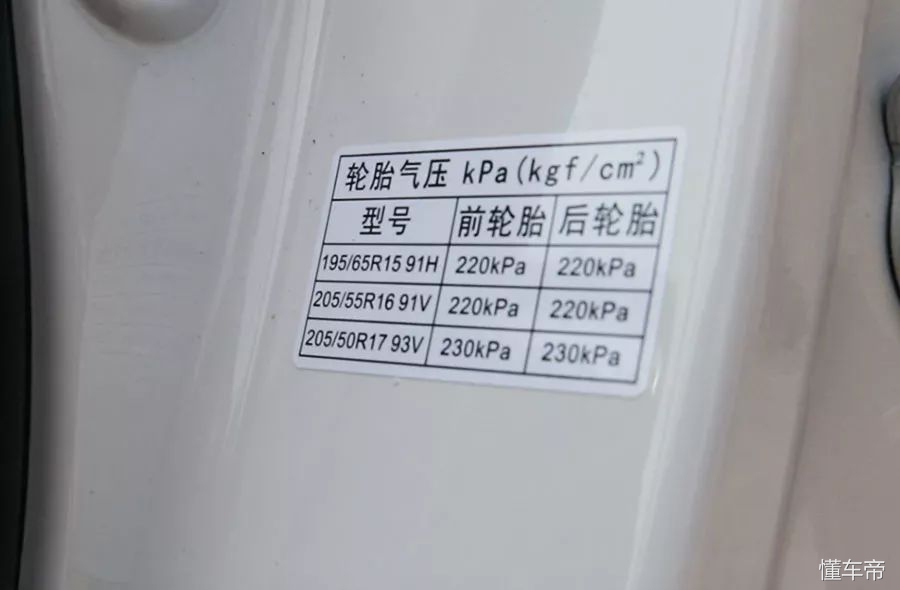 轮胎气压 kPa(kgf/cm²)
型号 前轮胎 后轮胎
195/65R15 91H 220kPa 220kPa
205/55R16 91V 220kPa 220kPa
205/50R17 93V 230kPa 230kPa
懂车帝